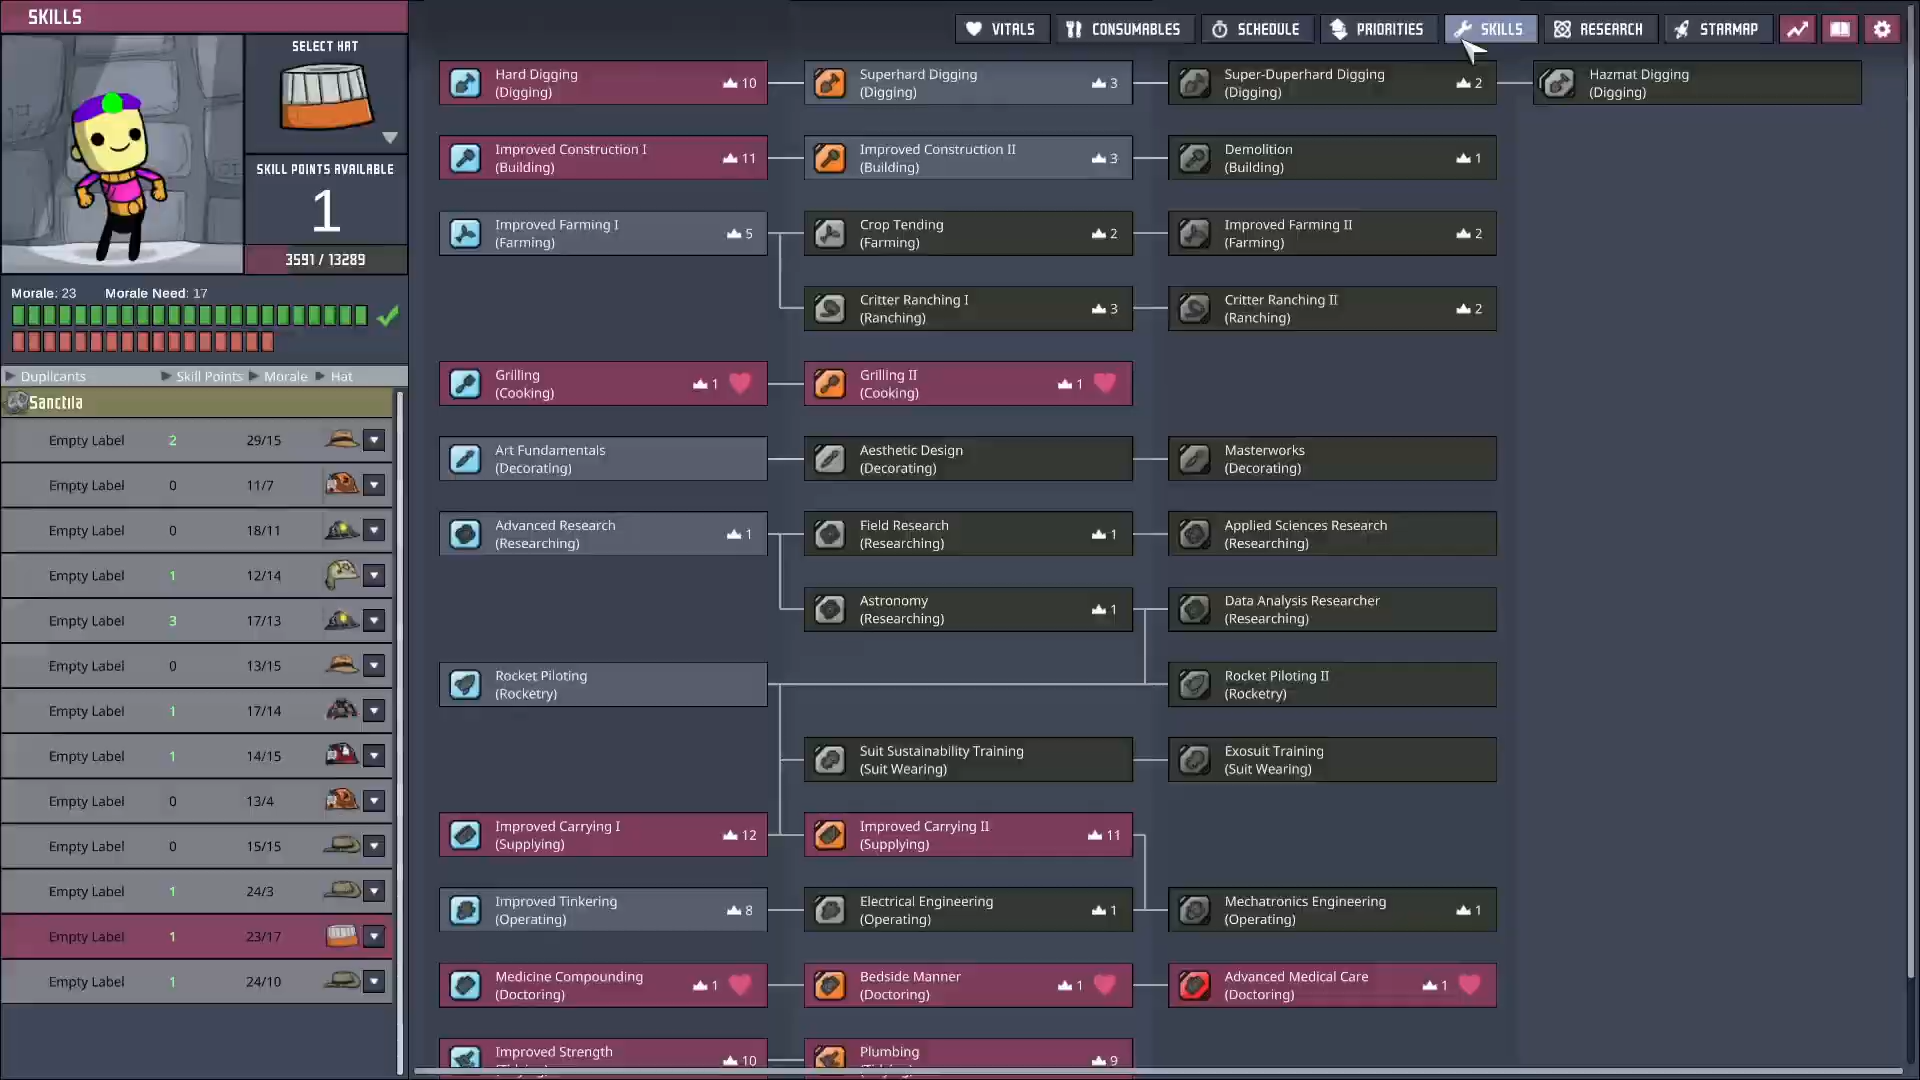 SKILLS
VITALS
CONSUMABLES
SCHEDULE
PRIORITIES
SKILLS
RESEARCH
STARMAP
SELECT HAT
SKILL POINTS AVAILABLE
1
3591 / 13289
Morale: 23 Morale Need: 17
Duplicants Skill Points Morale Hat
Sanctila
Empty Label 2 29/15
Empty Label 0 11/7
Empty Label 0 18/11
Empty Label 1 12/14
Empty Label 3 17/13
Empty Label 0 13/15
Empty Label 1 17/14
Empty Label 1 14/15
Empty Label 0 13/4
Empty Label 0 15/15
Empty Label 1 24/3
Empty Label 1 23/17
Empty Label 1 24/10
Hard Digging
(Digging)
10
Superhard Digging
(Digging)
3
Super-Duperhard Digging
(Digging)
2
Hazmat Digging
(Digging)
Improved Construction I
(Building)
11
Improved Construction II
(Building)
3
Demolition
(Building)
1
Improved Farming I
(Farming)
5
Crop Tending
(Farming)
2
Improved Farming II
(Farming)
2
Critter Ranching I
(Ranching)
3
Critter Ranching II
(Ranching)
2
Grilling
(Cooking)
1
Grilling II
(Cooking)
1
Art Fundamentals
(Decorating)
Aesthetic Design
(Decorating)
Masterworks
(Decorating)
Advanced Research
(Researching)
1
Field Research
(Researching)
1
Applied Sciences Research
(Researching)
Astronomy
(Researching)
1
Data Analysis Researcher
(Researching)
Rocket Piloting
(Rocketry)
Rocket Piloting II
(Rocketry)
Suit Sustainability Training
(Suit Wearing)
Exosuit Training
(Suit Wearing)
Improved Carrying I
(Supplying)
12
Improved Carrying II
(Supplying)
11
Improved Tinkering
(Operating)
8
Electrical Engineering
(Operating)
1
Mechatronics Engineering
(Operating)
1
Medicine Compounding
(Doctoring)
1
Bedside Manner
(Doctoring)
1
Advanced Medical Care
(Doctoring)
1
Improved Strength
10
Plumbing
9